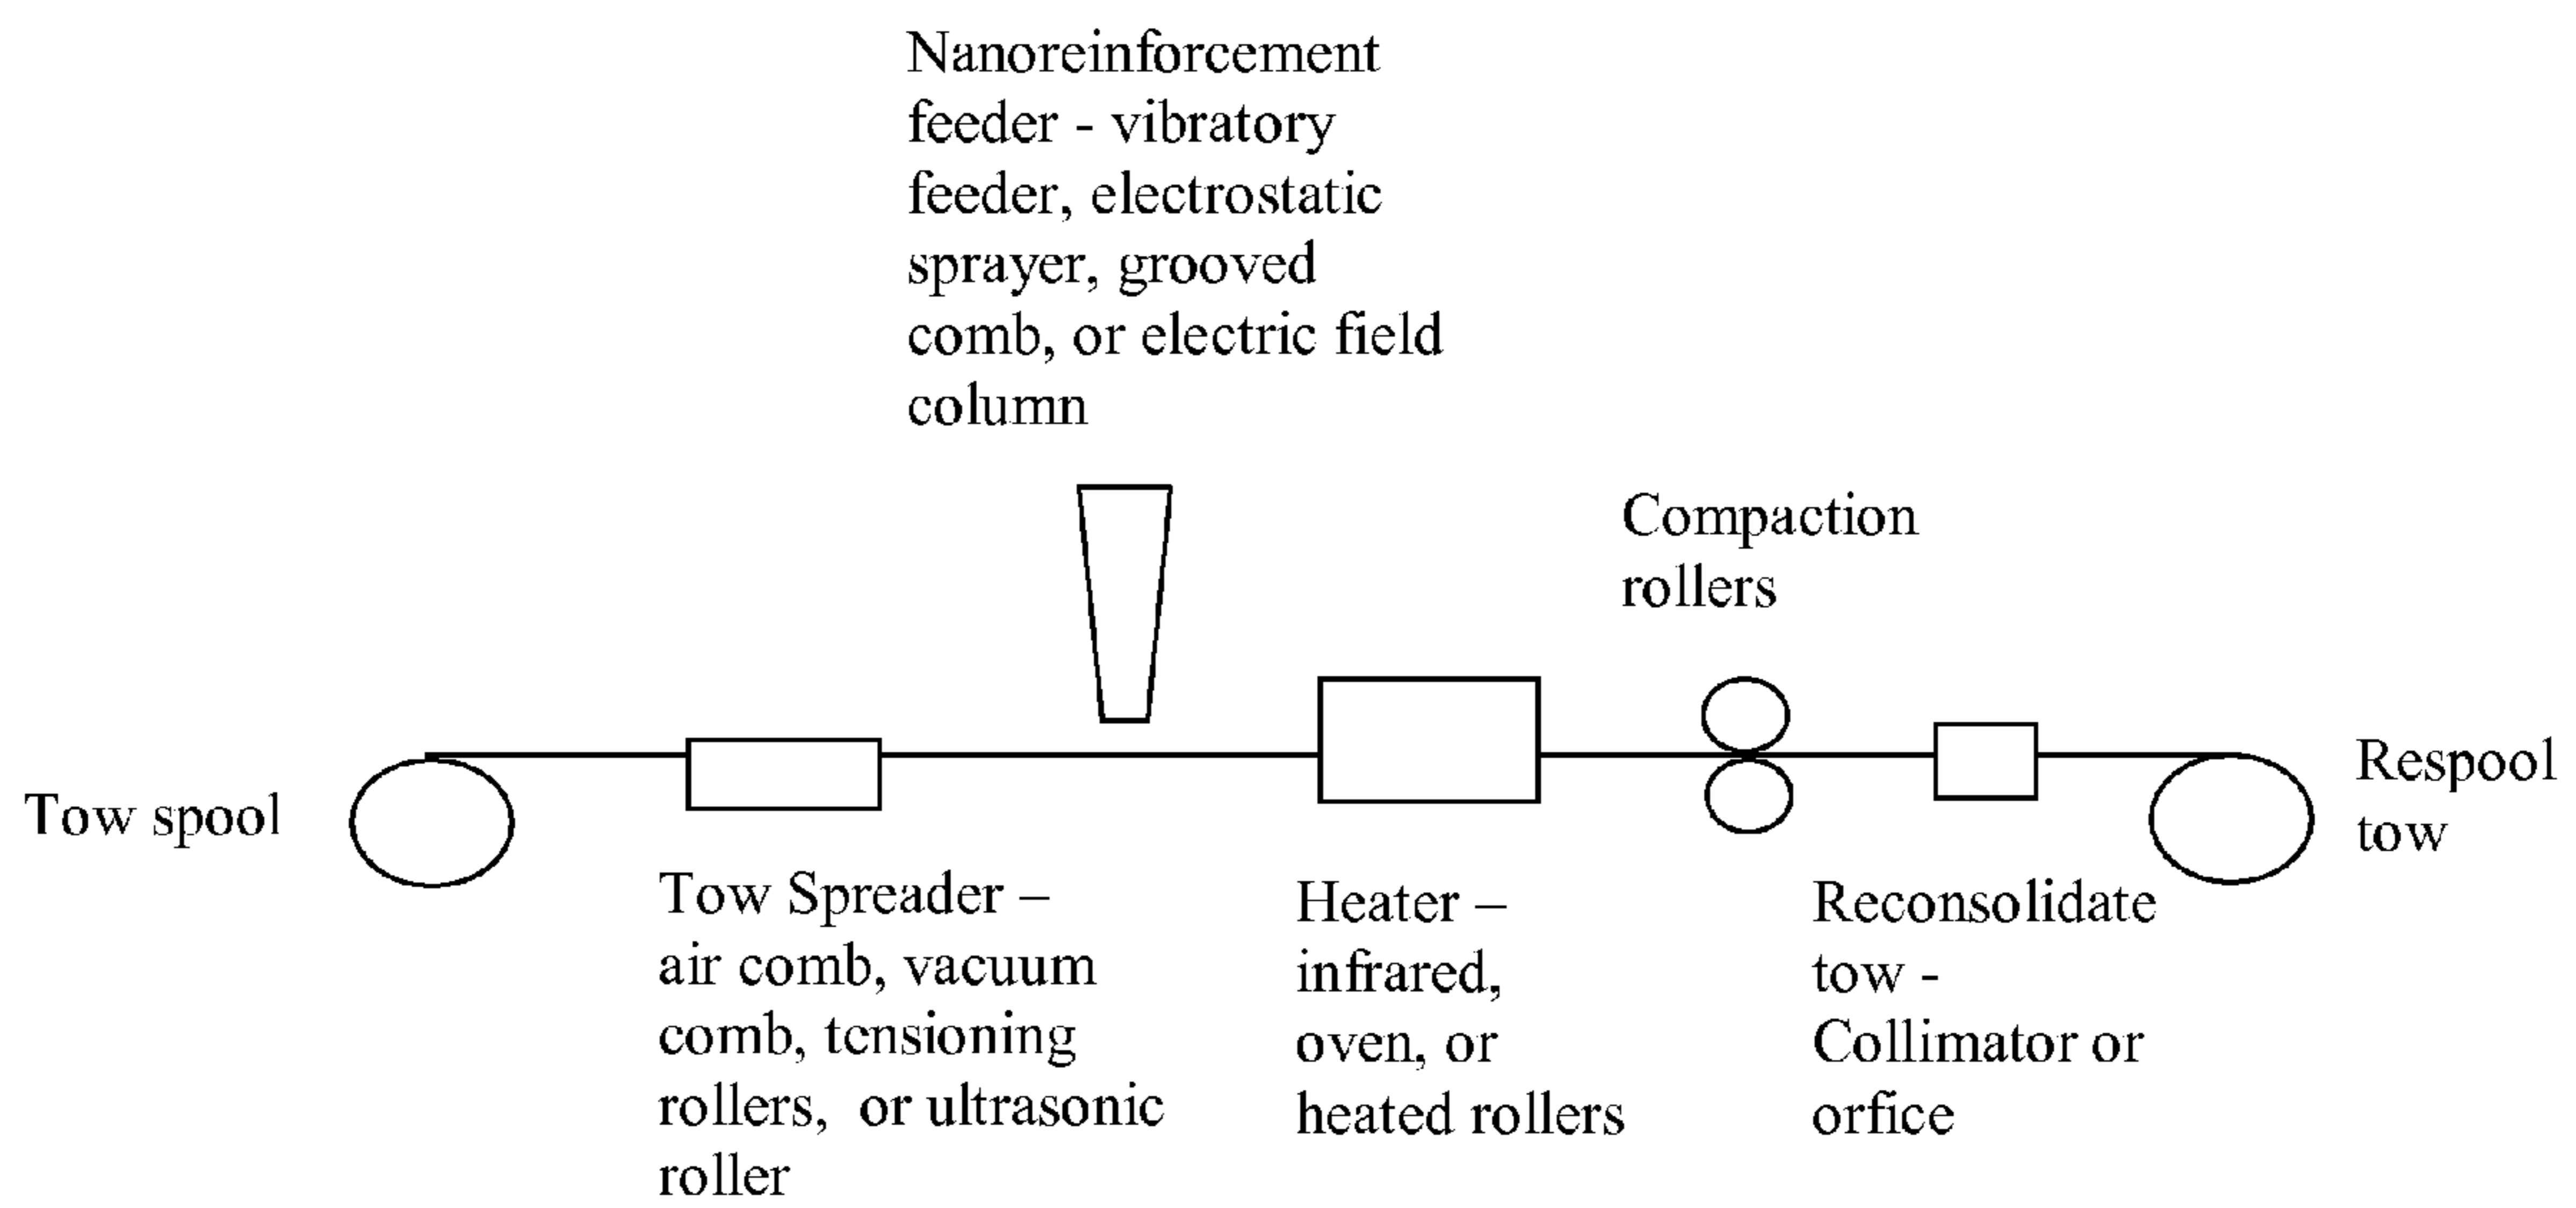 Nanoreinforcement
feeder - vibratory
feeder, electrostatic
sprayer, grooved
comb, or electric field
column
Compaction
rollers
Tow spool
Respool
tow
Tow Spreader –
air comb, vacuum
comb, tensioning
rollers, or ultrasonic
roller
Heater –
infrared,
oven, or
heated rollers
Reconsolidate
tow -
Collimator or
orfice